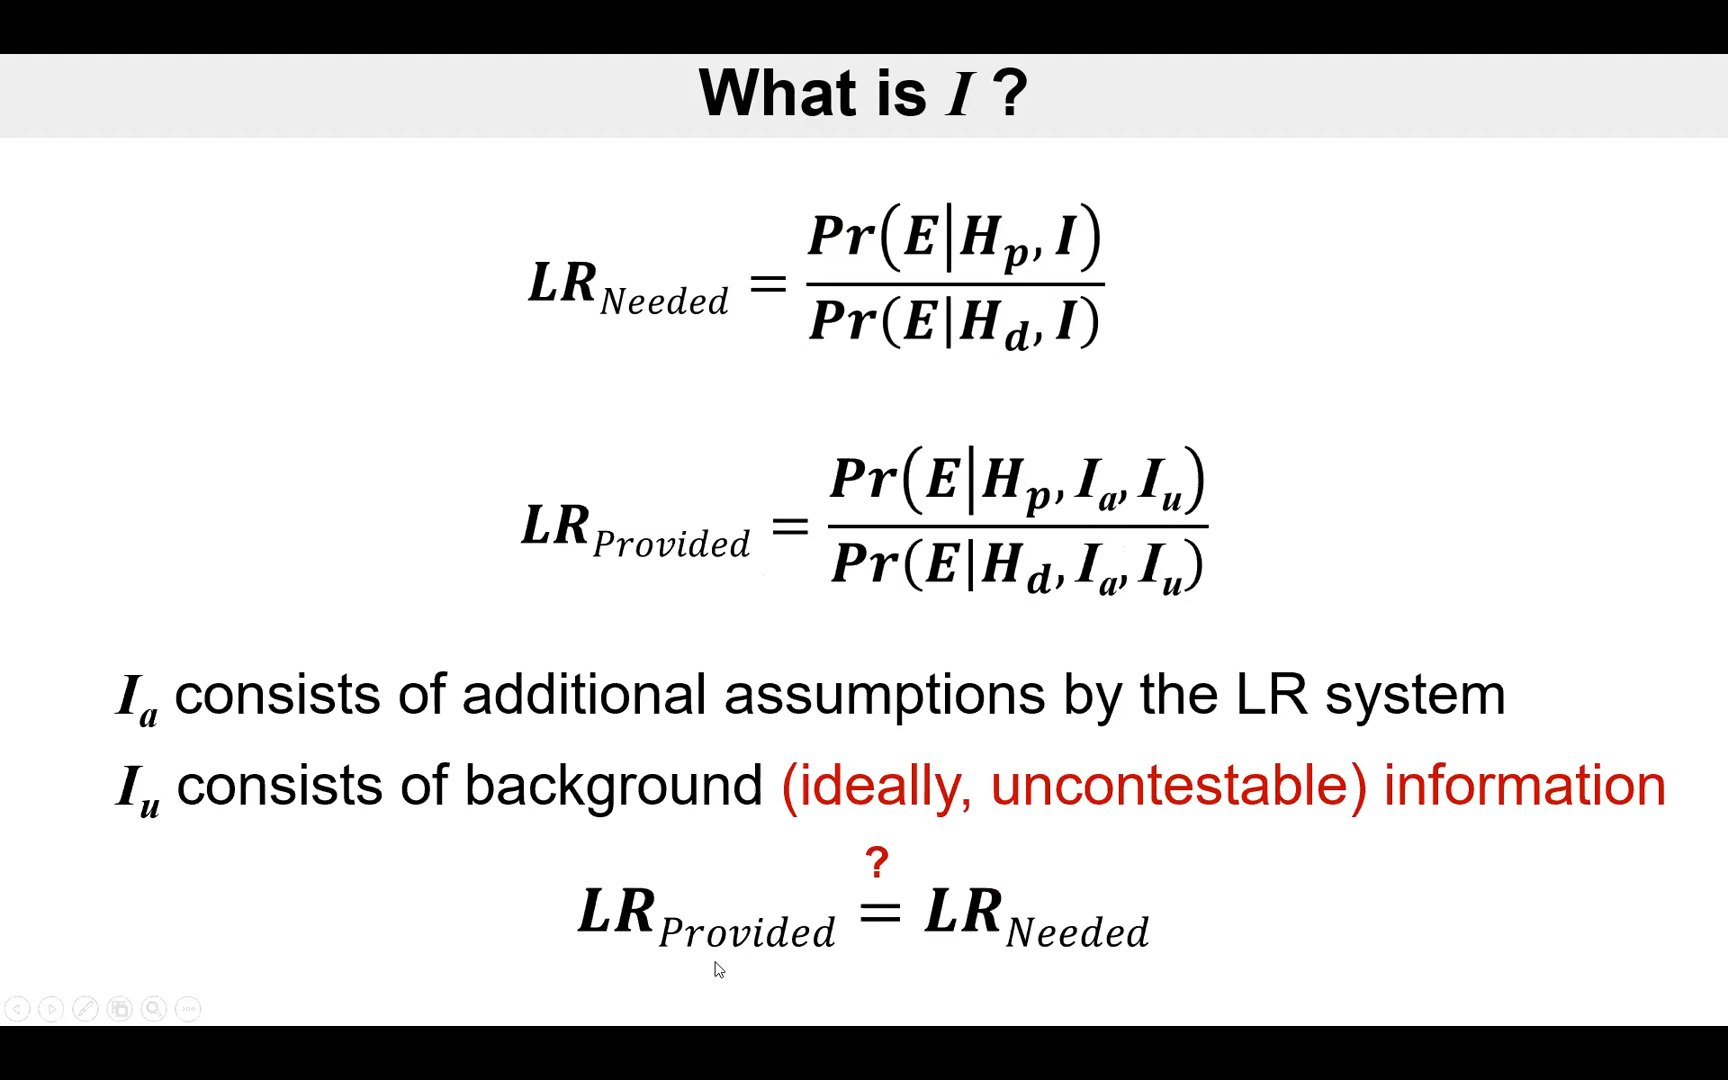 What is I ?
LR_Needed = Pr(E|H_p, I) / Pr(E|H_d, I)
LR_Provided = Pr(E|H_p, I_a, I_u) / Pr(E|H_d, I_a, I_u)
I_a consists of additional assumptions by the LR system
I_u consists of background (ideally, uncontestable) information
?
LR_Provided = LR_Needed